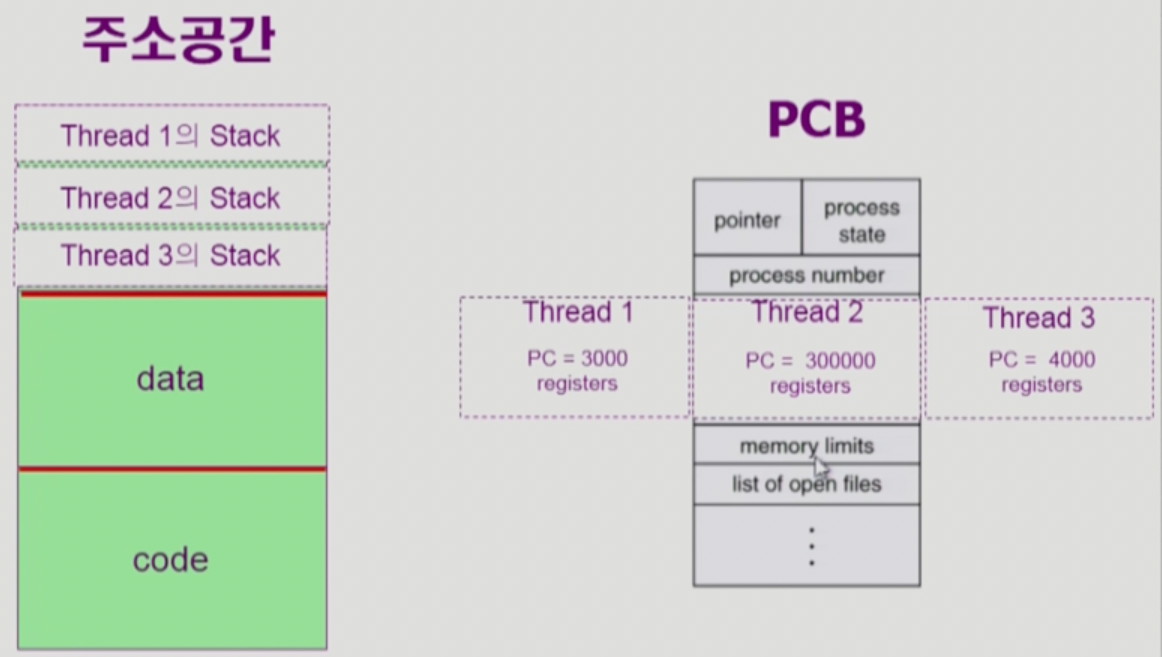 주소공간
Thread 1의 Stack
Thread 2의 Stack
Thread 3의 Stack
data
code
PCB
pointer
process
state
process number
Thread 1
PC = 3000
registers
Thread 2
PC = 300000
registers
Thread 3
PC = 4000
registers
memory limits
list of open files